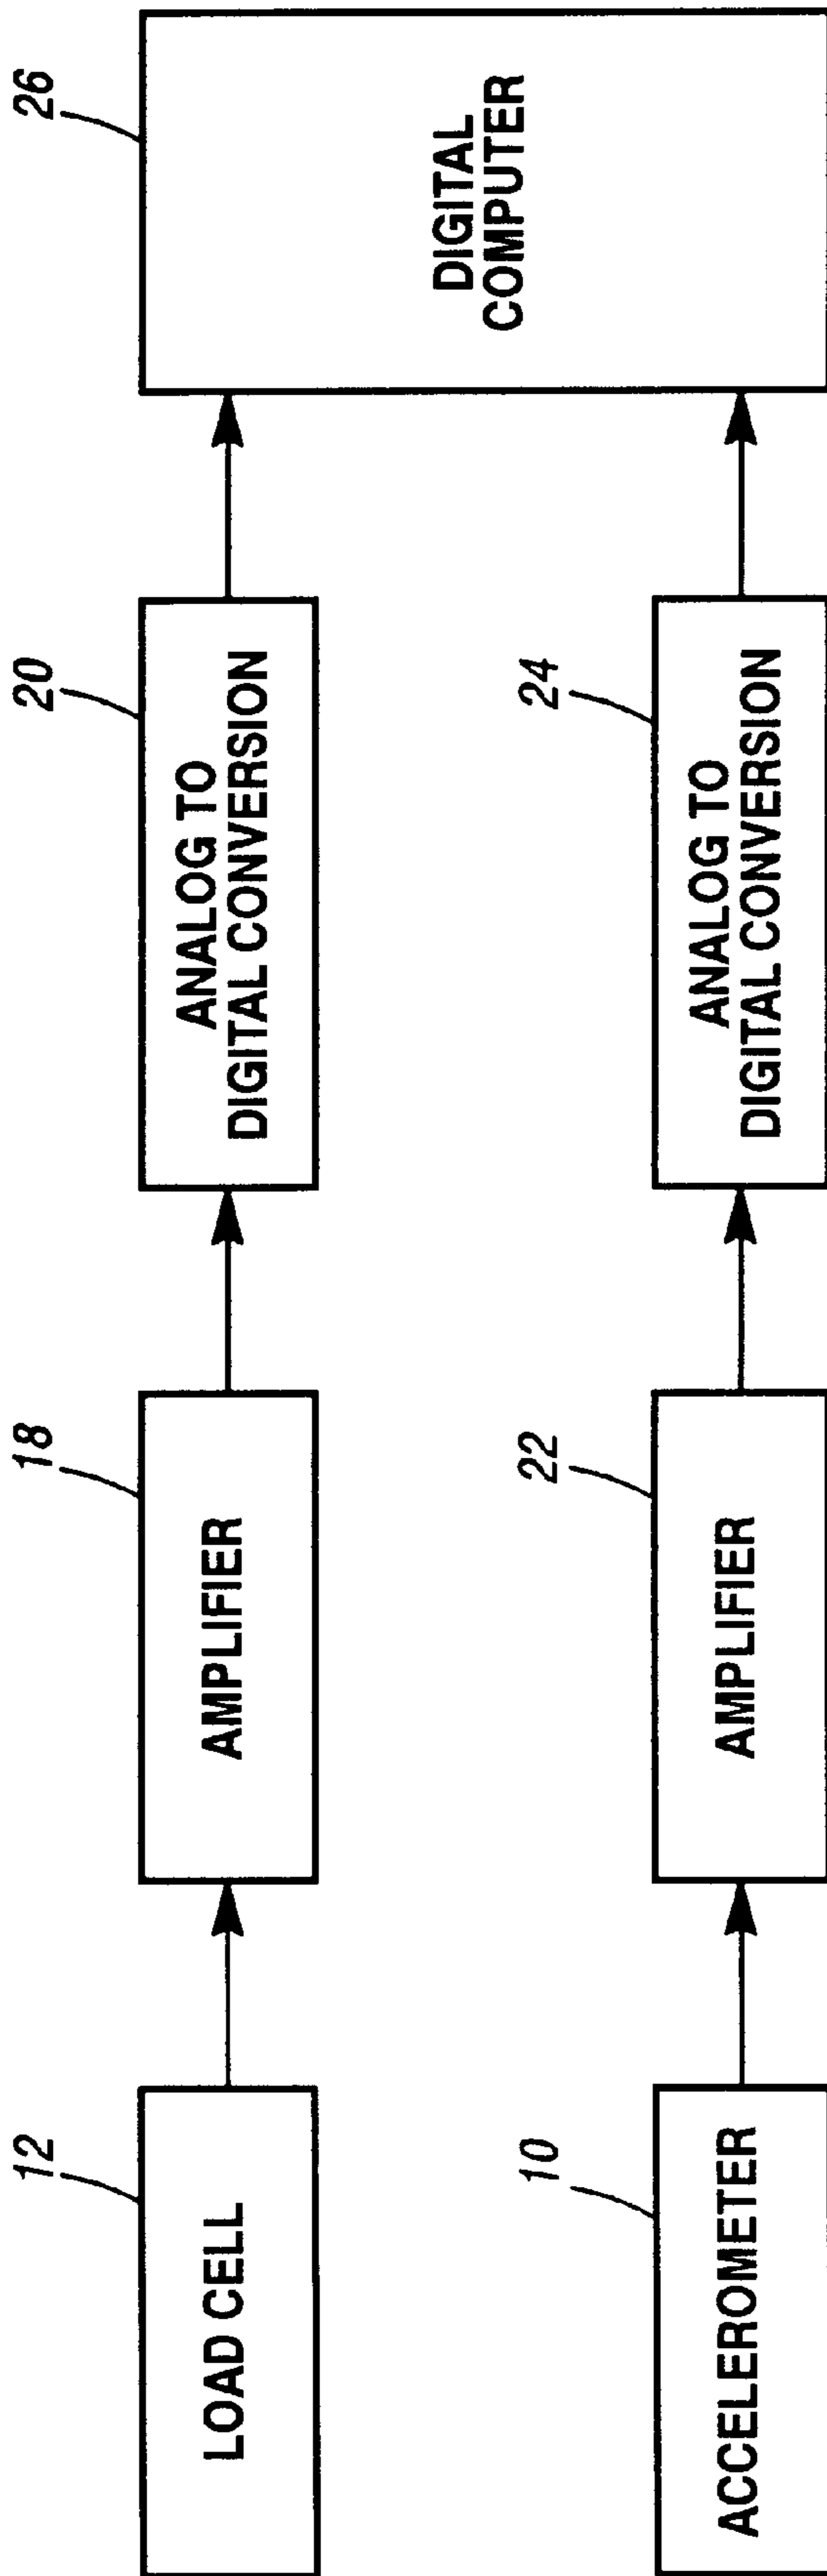 12
LOAD CELL
18
AMPLIFIER
20
ANALOG TO
DIGITAL CONVERSION
26
DIGITAL
COMPUTER
10
ACCELEROMETER
22
AMPLIFIER
24
ANALOG TO
DIGITAL CONVERSION